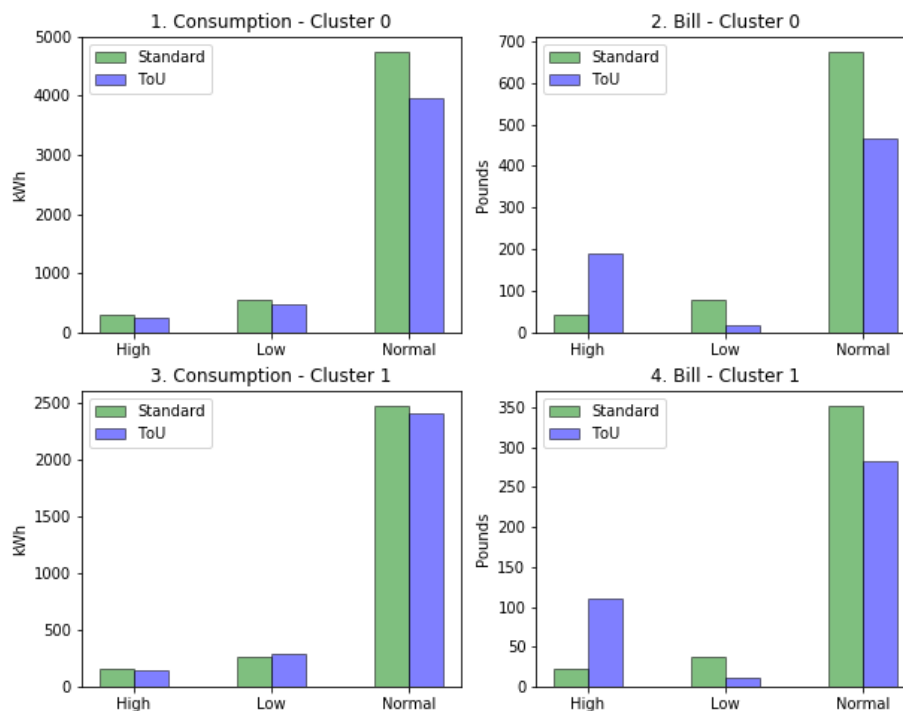 1. Consumption - Cluster 0
5000
4000
3000
2000
1000
0
kWh
Standard
ToU
High
Low
Normal
2. Bill - Cluster 0
700
600
500
400
300
200
100
0
Pounds
Standard
ToU
High
Low
Normal
3. Consumption - Cluster 1
2500
2000
1500
1000
500
0
kWh
Standard
ToU
High
Low
Normal
4. Bill - Cluster 1
350
300
250
200
150
100
50
0
Pounds
Standard
ToU
High
Low
Normal